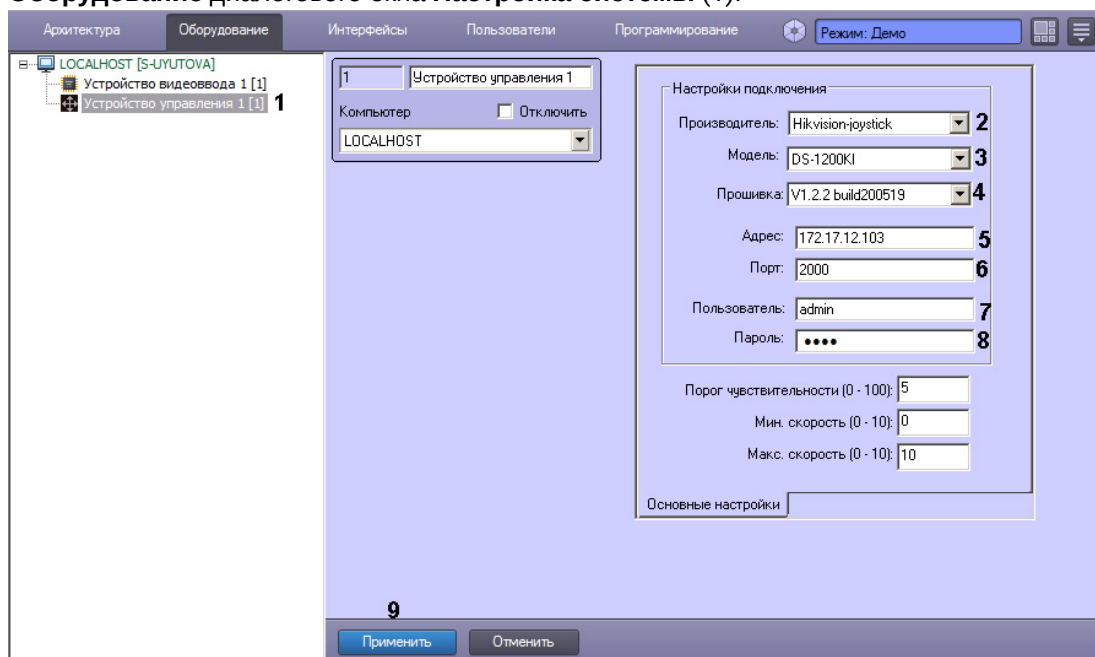 Оборудование диалогового окна Настройка системы (1).
Архитектура Оборудование Интерфейсы Пользователи Программирование Режим: Демо
LOCALHOST [S-UYUTOVA]
Устройство видеоввода 1 [1]
Устройство управления 1 [1] 1
1 Устройство управления 1
Компьютер Отключить
LOCALHOST
Настройки подключения
Производитель: Hikvision-joystick 2
Модель: DS-1200KI 3
Прошивка: V1.2.2 build200519 4
Адрес: 172.17.12.103 5
Порт: 2000 6
Пользователь: admin 7
Пароль: •••• 8
Порог чувствительности (0 - 100): 5
Мин. скорость (0 - 10): 0
Макс. скорость (0 - 10): 10
Основные настройки
9
Применить Отменить